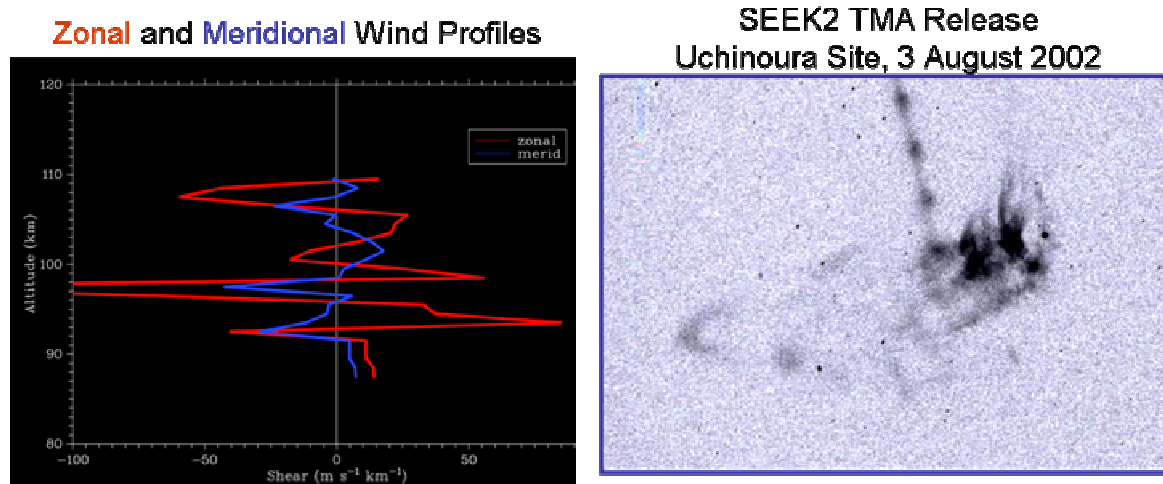 Zonal and Meridional Wind Profiles
120
110
100
90
80
Altitude (km)
zonal
merid
-100
-50
0
50
Shear (m s⁻¹ km⁻¹)
SEEK2 TMA Release
Uchinoura Site, 3 August 2002